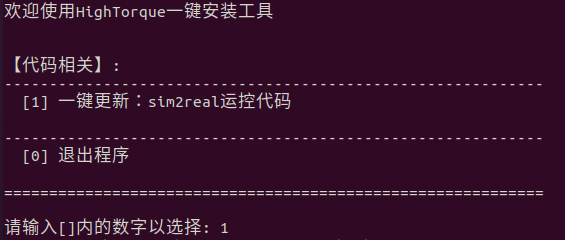 欢迎使用HighTorque一键安装工具
【代码相关】:
------------------------------------------------------------
[1] 一键更新：sim2real运控代码
------------------------------------------------------------
[0] 退出程序
============================================================
请输入[]内的数字以选择: 1